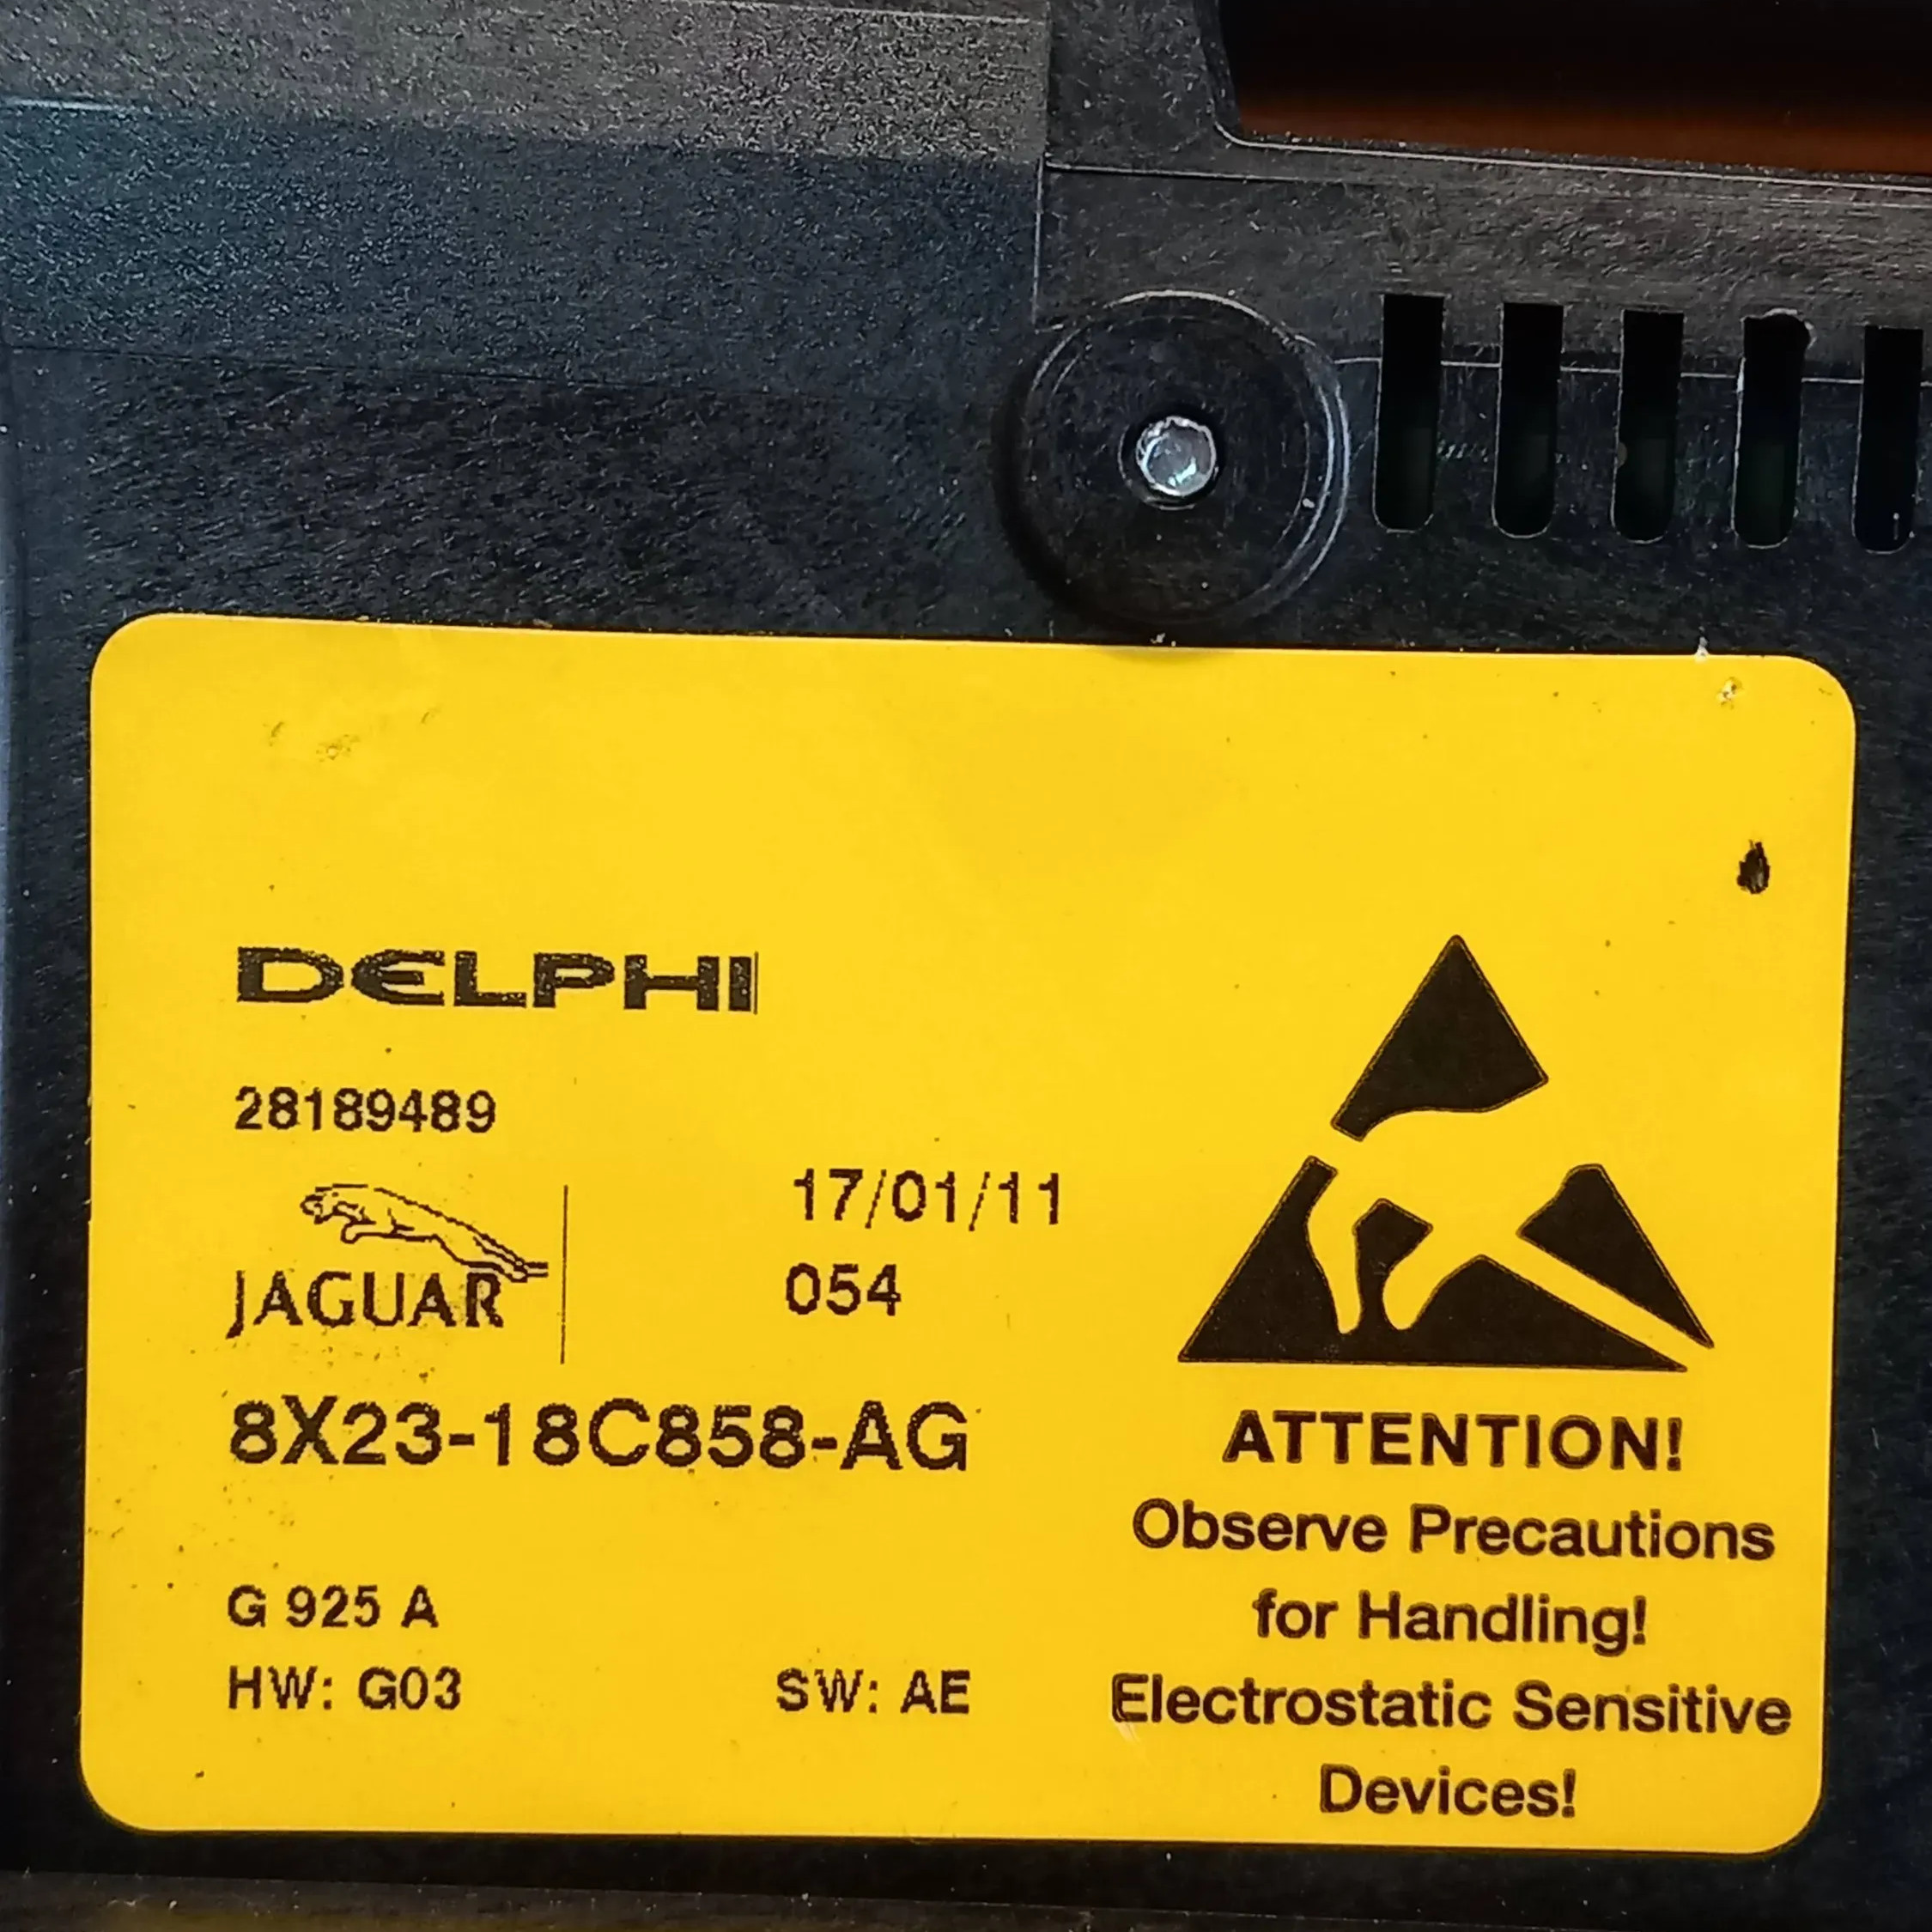 DELPHI
28189489
JAGUAR
17/01/11
054
8X23-18C858-AG
G 925 A
HW: G03 SW: AE
ATTENTION!
Observe Precautions
for Handling!
Electrostatic Sensitive
Devices!